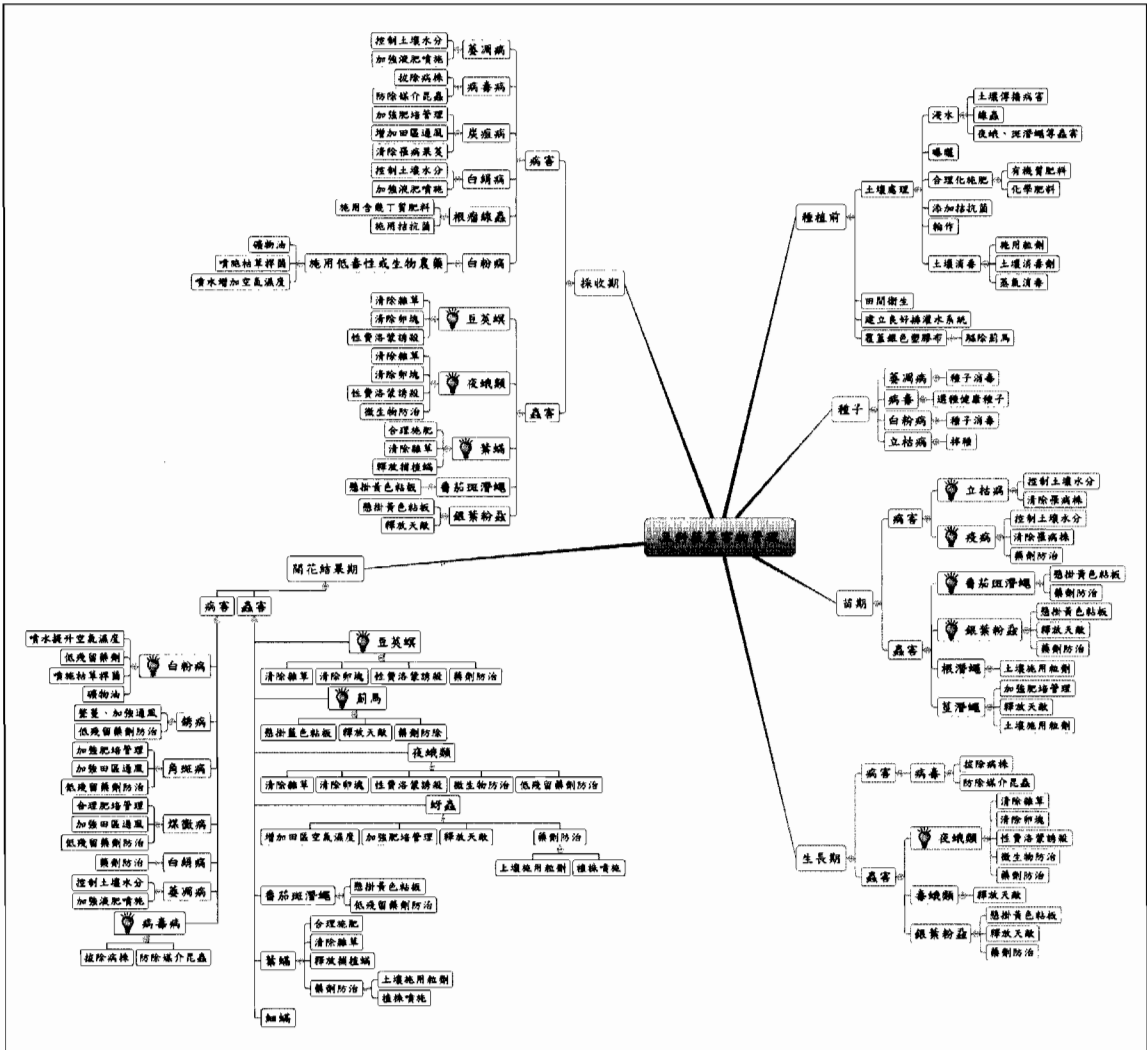 控制土壤水分
加強液肥噴施
萎凋病
拔除病株
防除媒介昆蟲
病毒病
加強肥培管理
增加田區通風
清除罹病果莢
炭疽病
控制土壤水分
加強液肥噴施
白絹病
施用含幾丁質肥料
施用拮抗菌
根瘤線蟲
礦物油
噴施枯草桿菌
噴水增加空氣濕度
施用低毒性或生物農藥
白粉病
病害
採收期
清除雜草
清除卵塊
性費洛蒙誘殺
豆莢螟
清除雜草
清除卵塊
性費洛蒙誘殺
微生物防治
夜蛾類
合理施肥
清除雜草
釋放捕植蟎
葉蟎
懸掛黃色粘板
番茄斑潛蠅
懸掛黃色粘板
釋放天敵
銀葉粉蝨
蟲害
種植前
土壤處理
浸水
土壤傳播病害
線蟲
夜蛾、斑潛蠅等蟲害
曝曬
合理化施肥
有機質肥料
化學肥料
添加拮抗菌
輪作
土壤消毒
施用粒劑
土壤消毒劑
蒸氣消毒
田間衛生
建立良好排灌水系統
覆蓋銀色塑膠布
驅除薊馬
種子
萎凋病
種子消毒
病毒
選種健康種子
白粉病
種子消毒
立枯病
拌種
苗期
病害
立枯病
控制土壤水分
清除罹病株
疫病
控制土壤水分
清除罹病株
藥劑防治
蟲害
番茄斑潛蠅
懸掛黃色粘板
藥劑防治
銀葉粉蝨
懸掛黃色粘板
釋放天敵
藥劑防治
根潛蠅
土壤施用粒劑
莖潛蠅
加強肥培管理
釋放天敵
土壤施用粒劑
生長期
病害
病毒
拔除病株
防除媒介昆蟲
蟲害
夜蛾類
清除雜草
清除卵塊
性費洛蒙誘殺
微生物防治
藥劑防治
毒蛾類
釋放天敵
銀葉粉蝨
懸掛黃色粘板
釋放天敵
藥劑防治
開花結果期
病害
蟲害
噴水提升空氣濕度
低殘留藥劑
噴施枯草桿菌
礦物油
白粉病
整蔓、加強通風
低殘留藥劑防治
銹病
加強肥培管理
加強田區通風
低殘留藥劑防治
角斑病
合理肥培管理
加強田區通風
低殘留藥劑防治
煤黴病
藥劑防治
白絹病
控制土壤水分
加強液肥噴施
萎凋病
病毒病
拔除病株
防除媒介昆蟲
豆莢螟
清除雜草
清除卵塊
性費洛蒙誘殺
藥劑防治
薊馬
懸掛藍色粘板
釋放天敵
藥劑防除
夜蛾類
清除雜草
清除卵塊
性費洛蒙誘殺
微生物防治
低殘留藥劑防治
蚜蟲
增加田區空氣濕度
加強肥培管理
釋放天敵
藥劑防治
土壤施用粒劑
植株噴施
番茄斑潛蠅
懸掛黃色粘板
低殘留藥劑防治
葉蟎
合理施肥
清除雜草
釋放捕植蟎
藥劑防治
土壤施用粒劑
植株噴施
細蟎